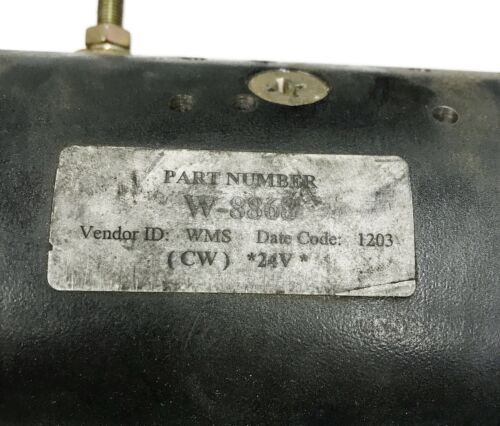 PART NUMBER
Vendor ID: WMS Date Code: 1203
( CW ) *24V *